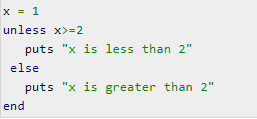 x = 1
unless x>=2
   puts "x is less than 2"
 else
   puts "x is greater than 2"
end